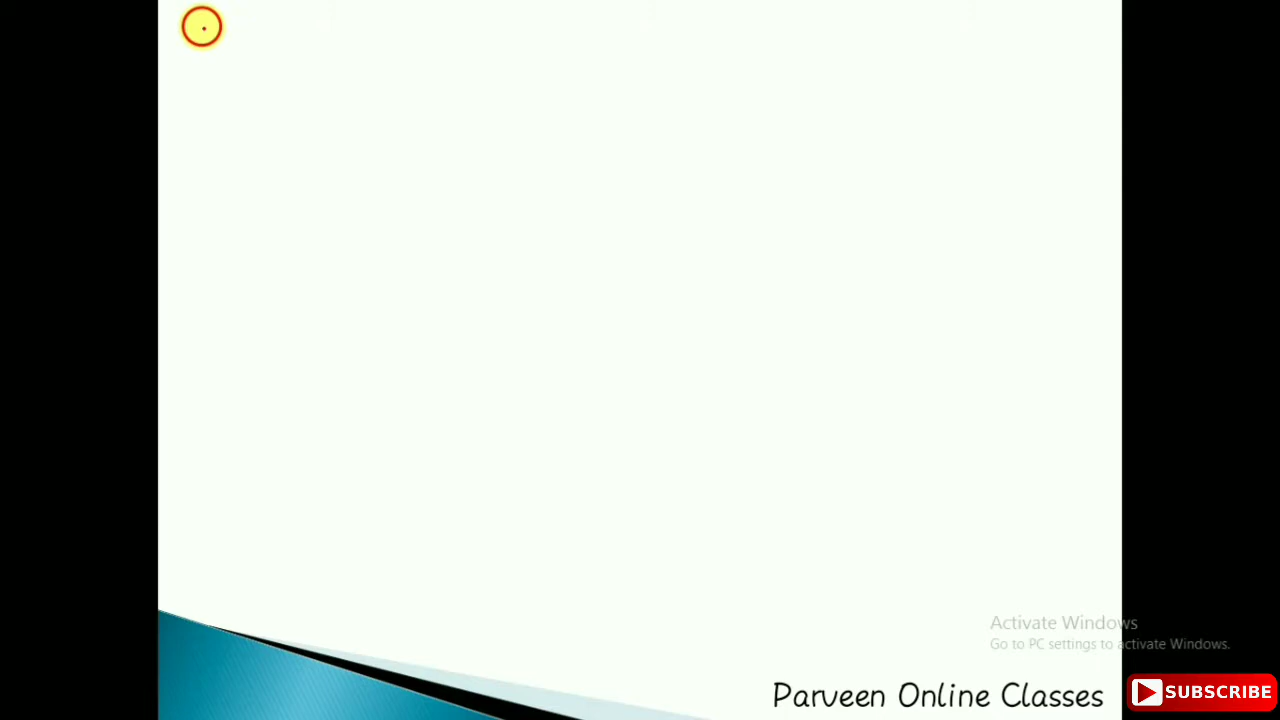 Activate Windows
Go to PC settings to activate Windows.
Parveen Online Classes
SUBSCRIBE